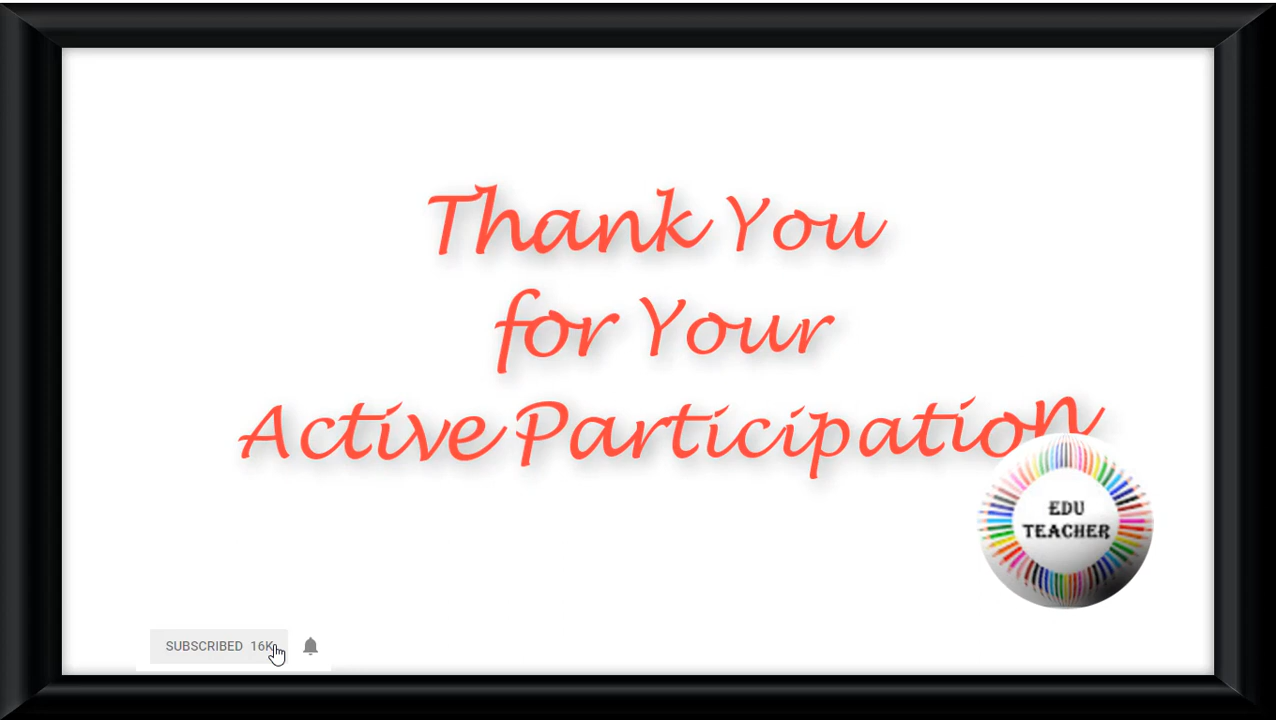 Thank You
for Your
Active Participation
EDU
TEACHER
SUBSCRIBED 16K